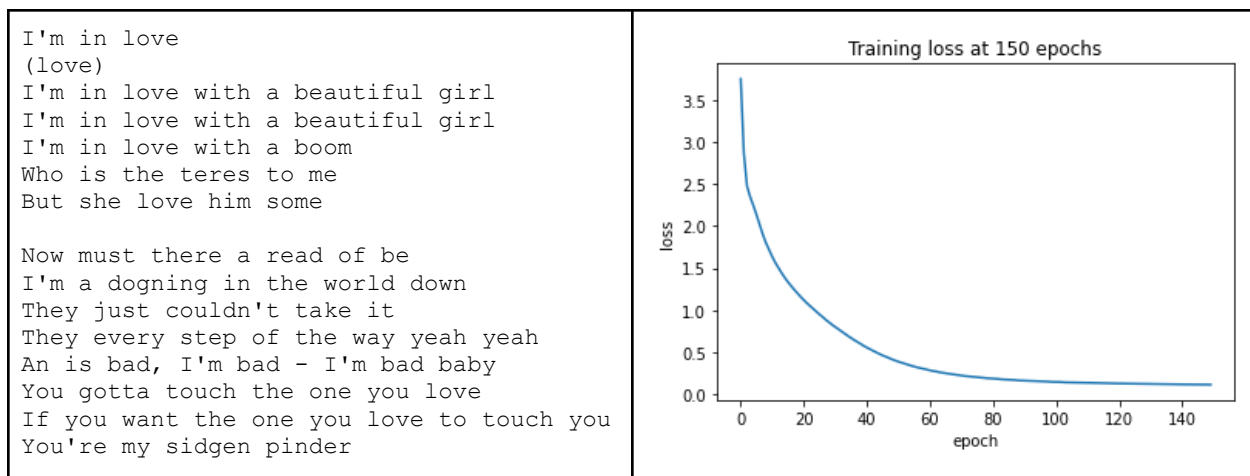 I'm in love
(love)
I'm in love with a beautiful girl
I'm in love with a beautiful girl
I'm in love with a boom
Who is the teres to me
But she love him some
Now must there a read of be
I'm a dogning in the world down
They just couldn't take it
They every step of the way yeah yeah
An is bad, I'm bad - I'm bad baby
You gotta touch the one you love
If you want the one you love to touch you
You're my sidgen pinder
Training loss at 150 epochs
3.5
3.0
2.5
2.0
1.5
1.0
0.5
0.0
loss
0 20 40 60 80 100 120 140
epoch